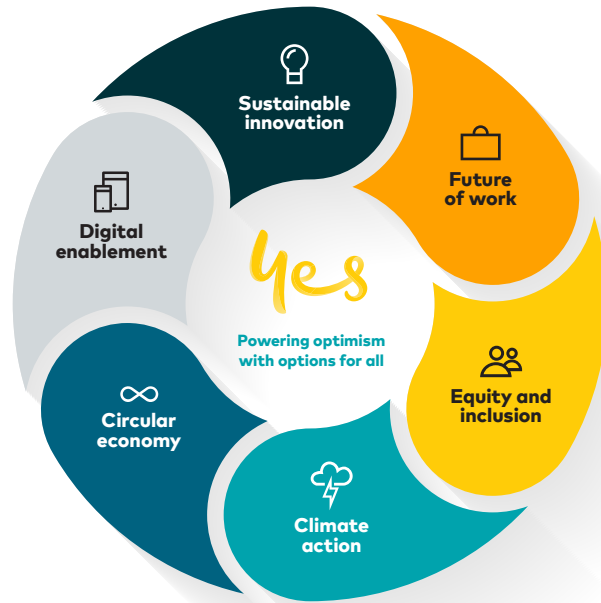 Sustainable
innovation
Future
of work
Equity and
inclusion
Climate
action
Circular
economy
Digital
enablement
yes
Powering optimism
with options for all